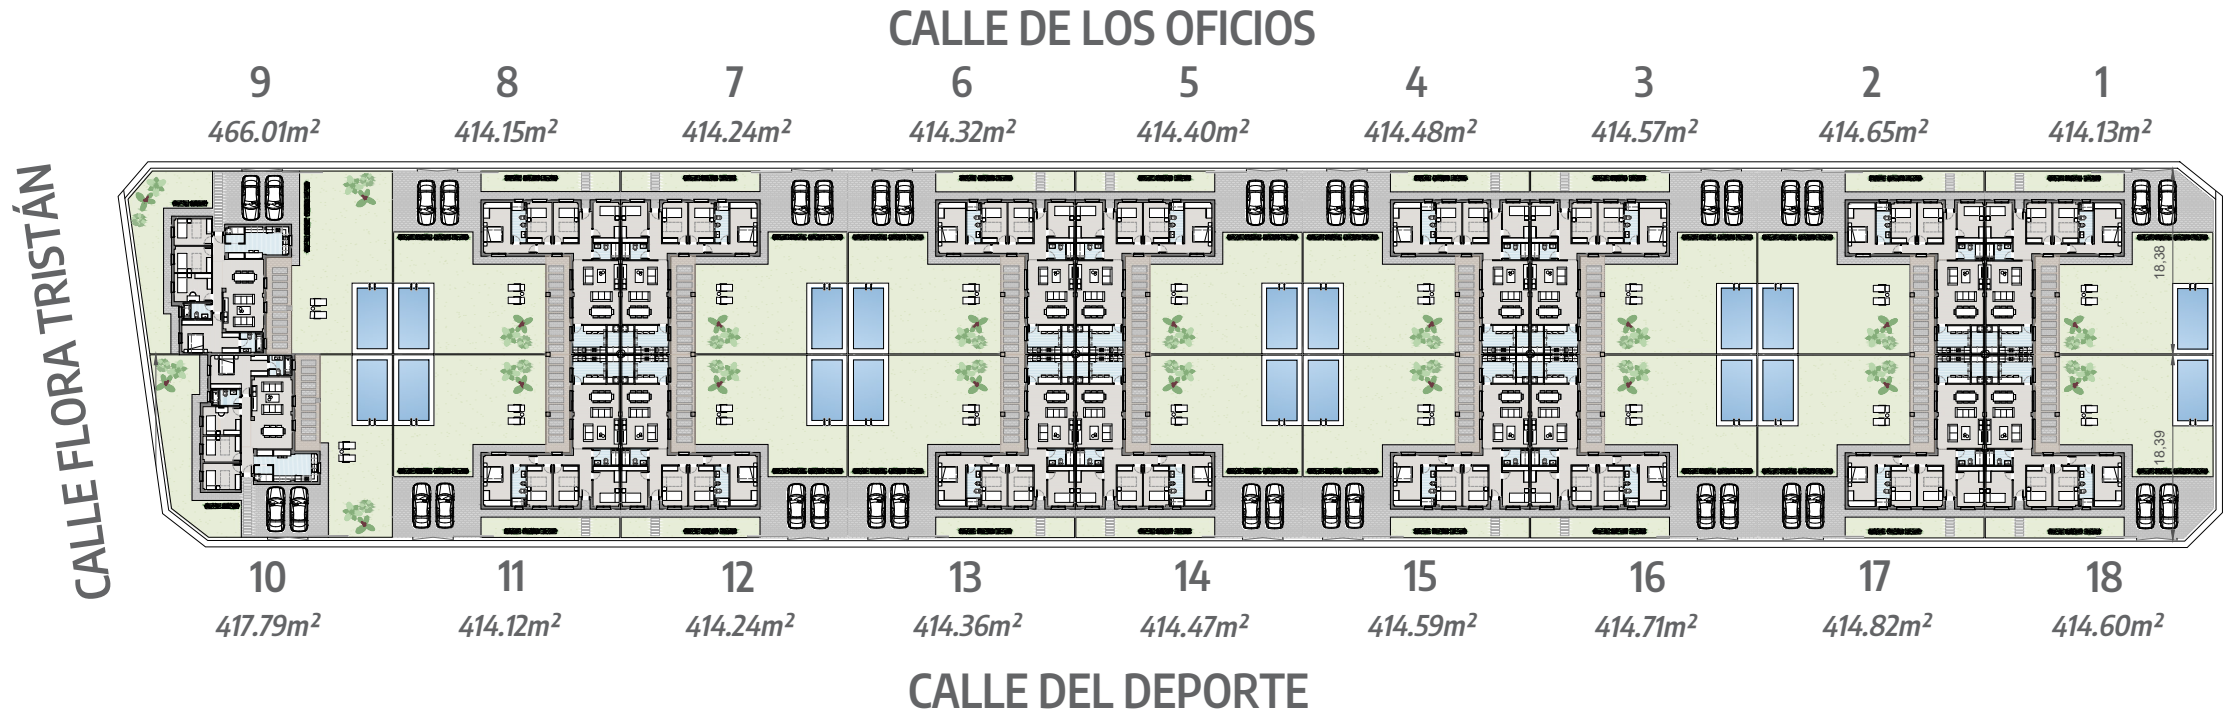 CALLE DE LOS OFICIOS
9 8 7 6 5 4 3 2 1
466.01m² 414.15m² 414.24m² 414.32m² 414.40m² 414.48m² 414.57m² 414.65m² 414.13m²
CALLE FLORA TRISTÁN
18,38
18,39
10 11 12 13 14 15 16 17 18
417.79m² 414.12m² 414.24m² 414.36m² 414.47m² 414.59m² 414.71m² 414.82m² 414.60m²
CALLE DEL DEPORTE